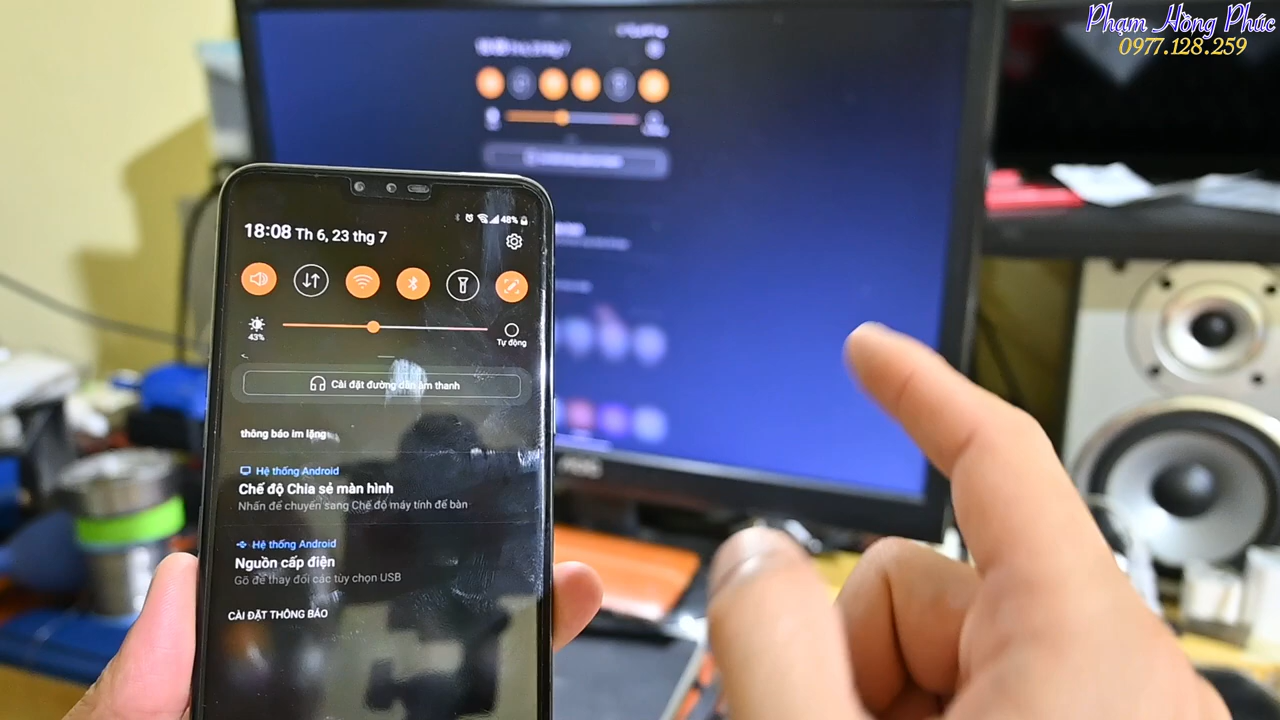 Phạm Hồng Phúc
0977.128.259
48%
18:08 Th 6, 23 thg 7
43%
Tự động
Cài đặt đường dẫn âm thanh
thông báo im lặng
Hệ thống Android
Chế độ Chia sẻ màn hình
Nhấn để chuyển sang Chế độ máy tính để bàn
Hệ thống Android
Nguồn cấp điện
Gõ để thay đổi các tùy chọn USB
CÀI ĐẶT THÔNG BÁO